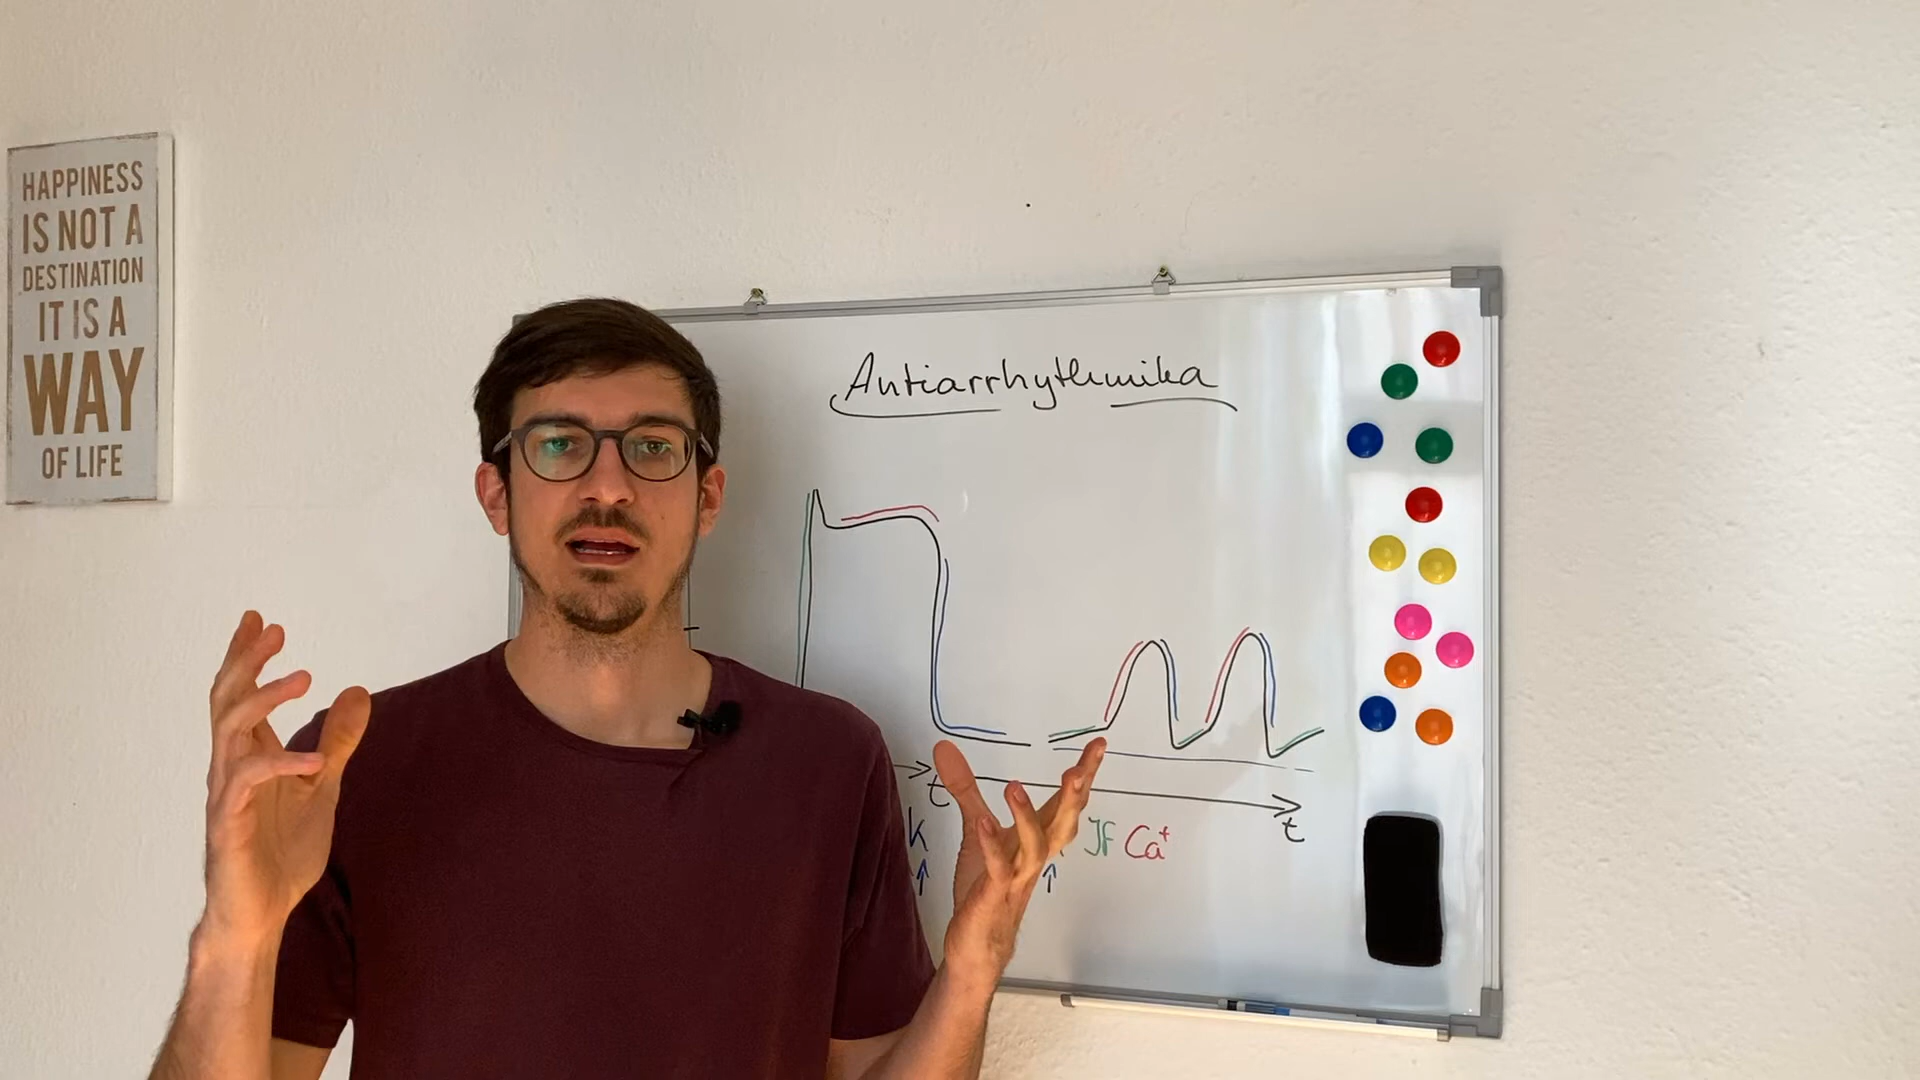 HAPPINESS
IS NOT A
DESTINATION
IT IS A
WAY
OF LIFE
Antiarrhythmika
t
t
K
If Ca⁺